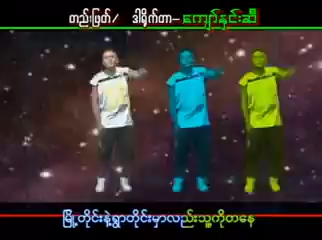 တည်းဖြတ်/ ဒါရိုက်တာ-ကျော်နှင်းဆီ
မြို့တိုင်းနဲ့ရွာတိုင်းမှာလည်းသူ့ကိုတနေ